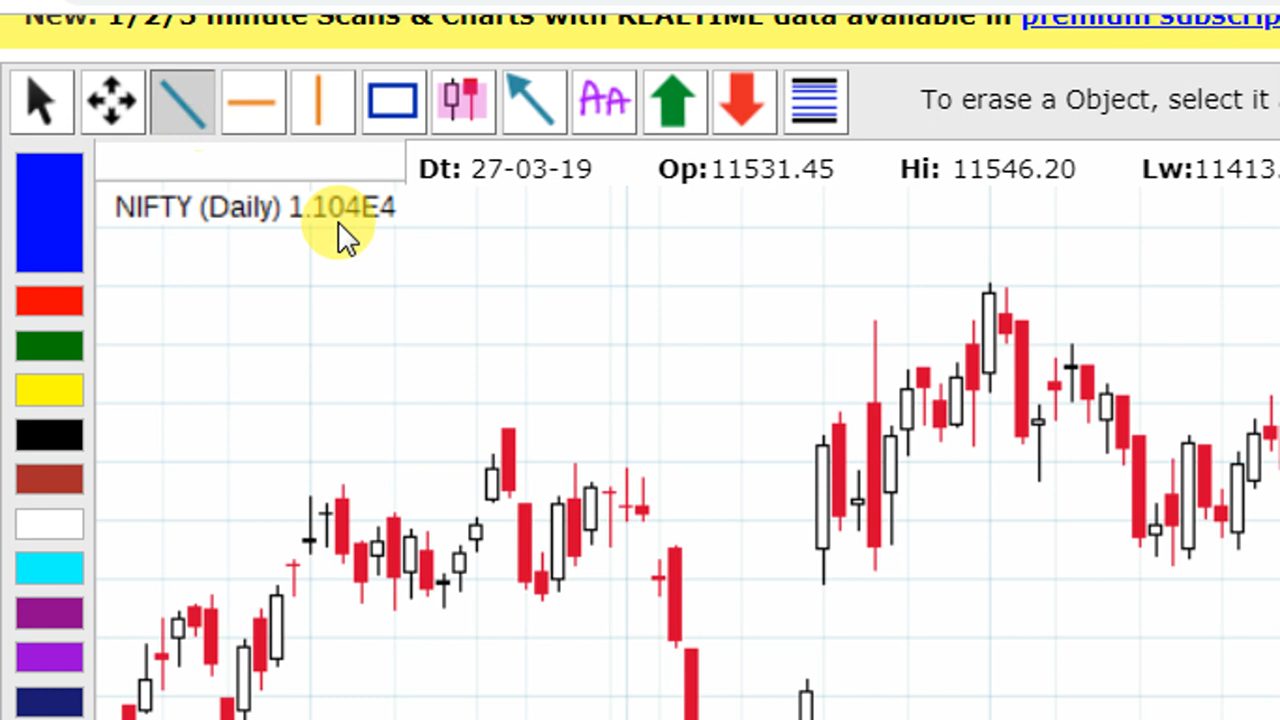 New: 1/2/3 minute Scans & Charts with REALTIME data available in premium subscrip
AA
To erase a Object, select it
Dt: 27-03-19 Op:11531.45 Hi: 11546.20 Lw:11413.
NIFTY (Daily) 1.104E4